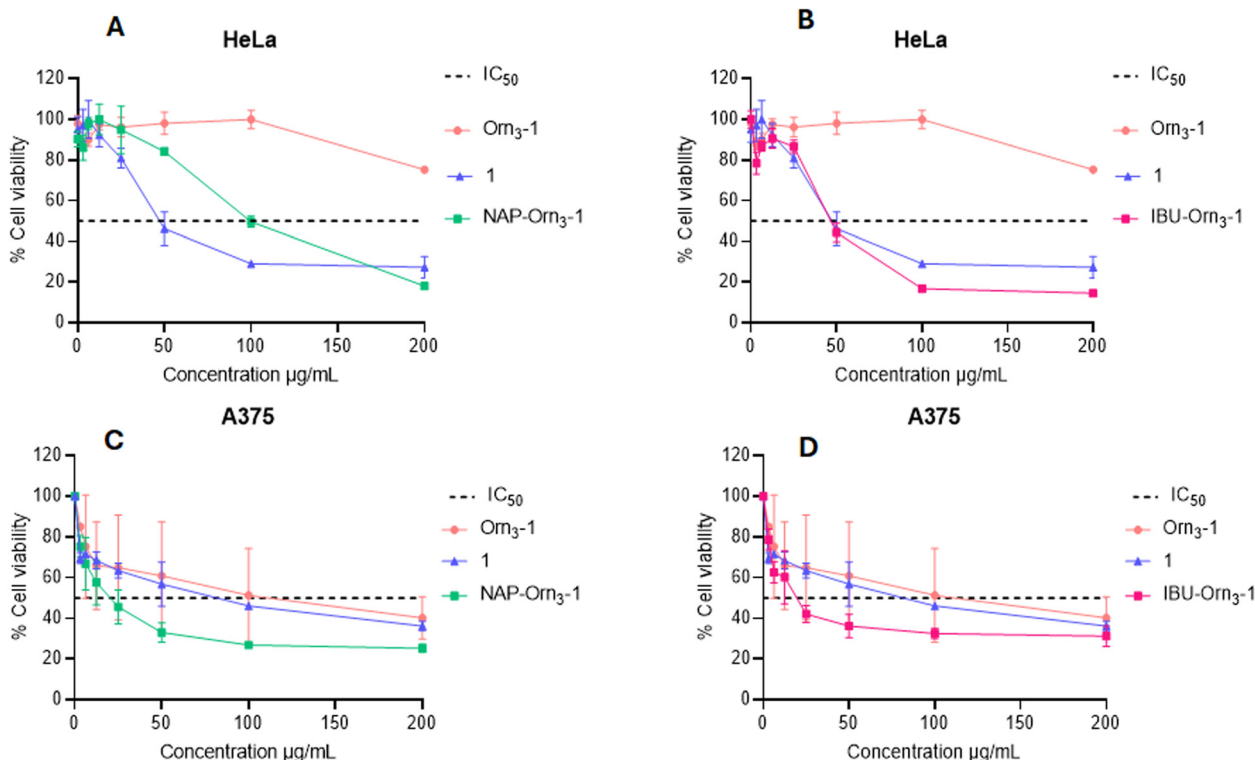 A
HeLa
120
100
80
60
40
20
0
% Cell viability
0
50
100
150
200
Concentration µg/mL
IC50
Orn3-1
1
NAP-Orn3-1
B
HeLa
120
100
80
60
40
20
0
% Cell viability
0
50
100
150
200
Concentration µg/mL
IC50
Orn3-1
1
IBU-Orn3-1
C
A375
120
100
80
60
40
20
0
% Cell viability
0
50
100
150
200
Concentration µg/mL
IC50
Orn3-1
1
NAP-Orn3-1
D
A375
120
100
80
60
40
20
0
% Cell viability
0
50
100
150
200
Concentration µg/mL
IC50
Orn3-1
1
IBU-Orn3-1